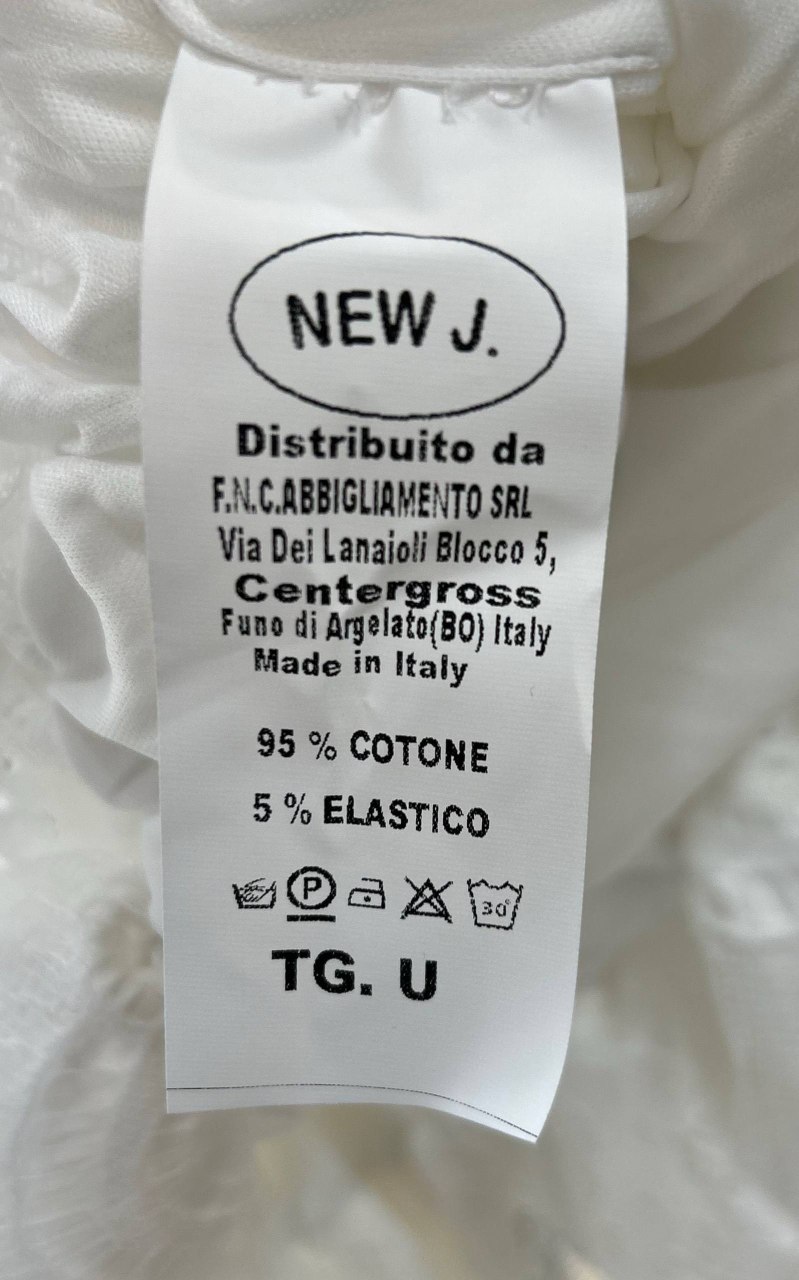 NEW J.
Distribuito da
F.N.C.ABBIGLIAMENTO SRL
Via Dei Lanaioli Blocco 5,
Centergross
Funo di Argelato(BO) Italy
Made in Italy
95 % COTONE
5 % ELASTICO
P 30°
TG. U